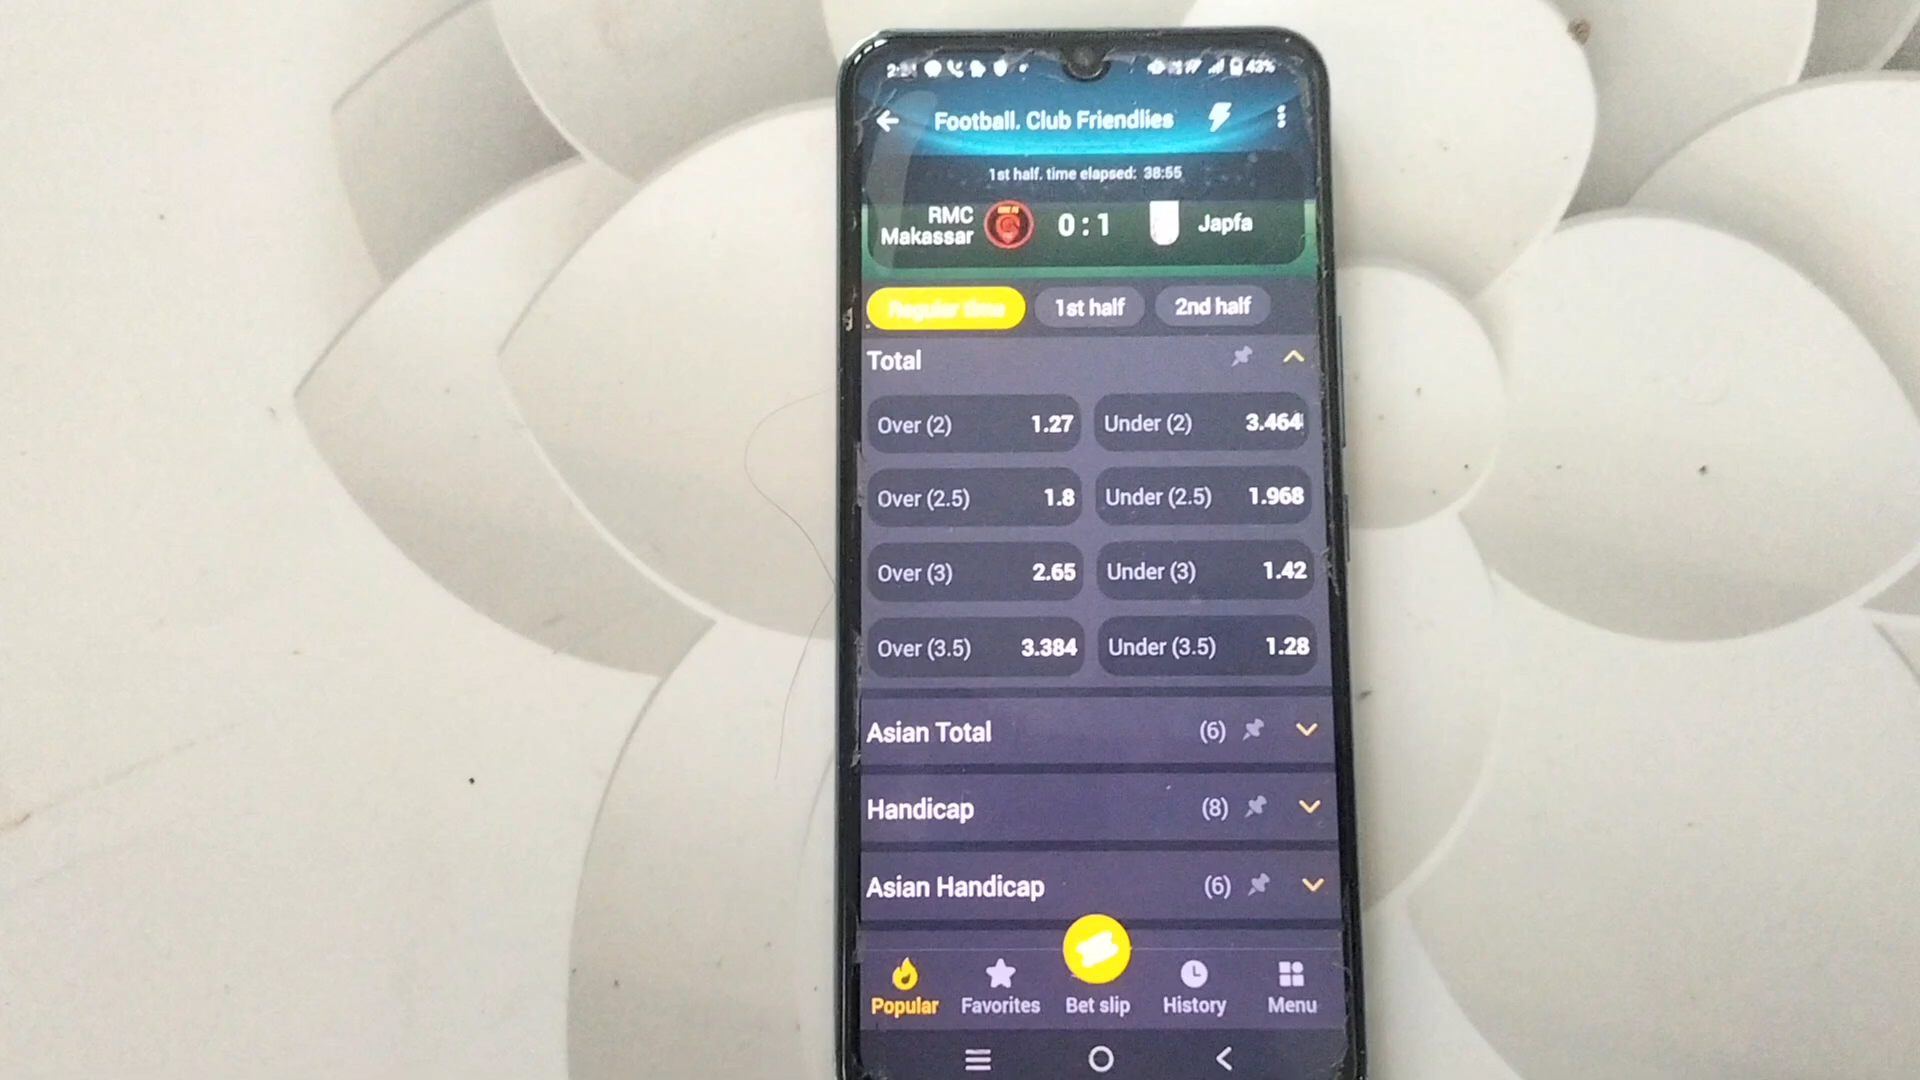 43%
Football. Club Friendlies
1st half. time elapsed: 38:55
RMC
Makassar
0 : 1
Japfa
Regular time
1st half
2nd half
Total
Over (2) 1.27
Under (2) 3.464
Over (2.5) 1.8
Under (2.5) 1.968
Over (3) 2.65
Under (3) 1.42
Over (3.5) 3.384
Under (3.5) 1.28
Asian Total (6)
Handicap (8)
Asian Handicap (6)
Popular
Favorites
Bet slip
History
Menu